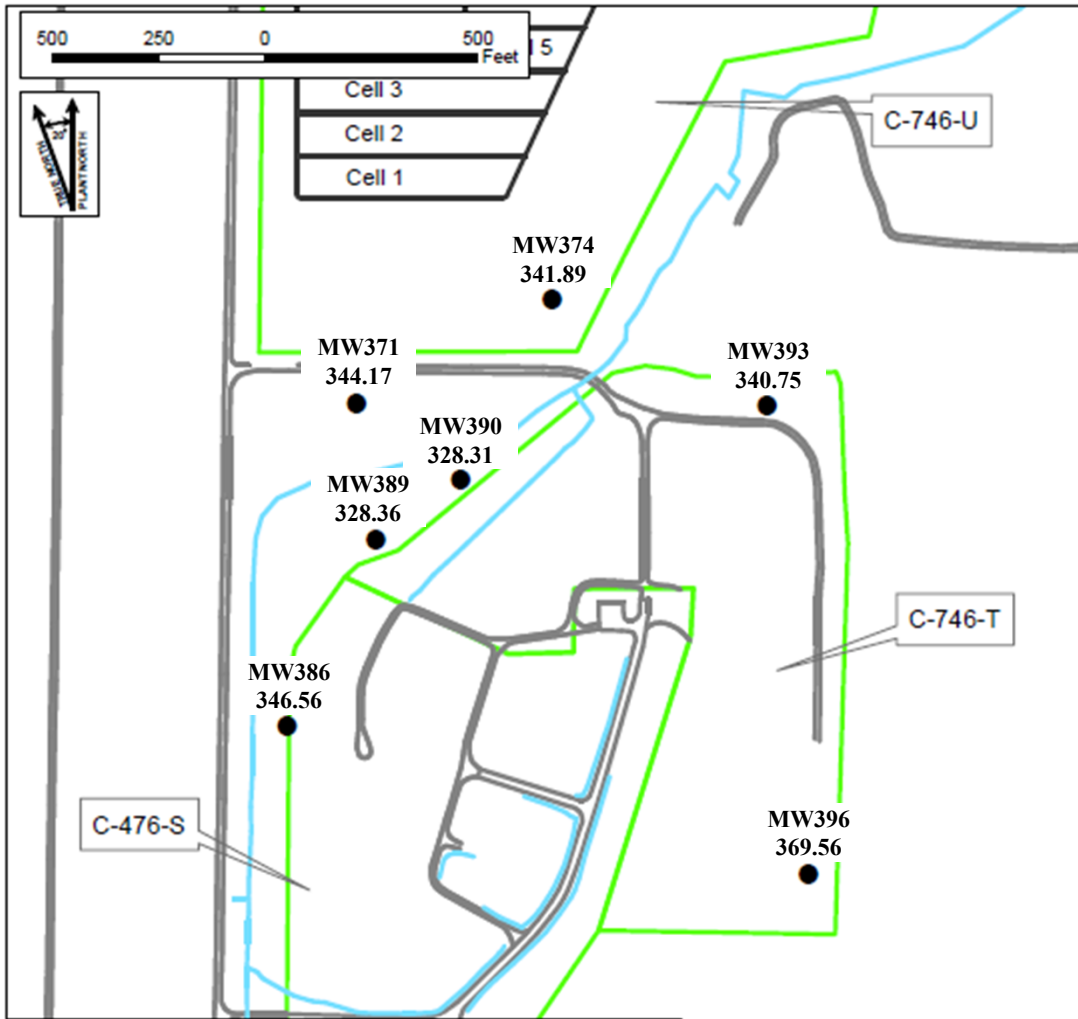 500 250 0 500
Feet
l 5
Cell 3
Cell 2
Cell 1
C-746-U
20°
TRUE NORTH
PLANT NORTH
MW374
341.89
MW371
344.17
MW393
340.75
MW390
328.31
MW389
328.36
C-746-T
MW386
346.56
C-476-S
MW396
369.56